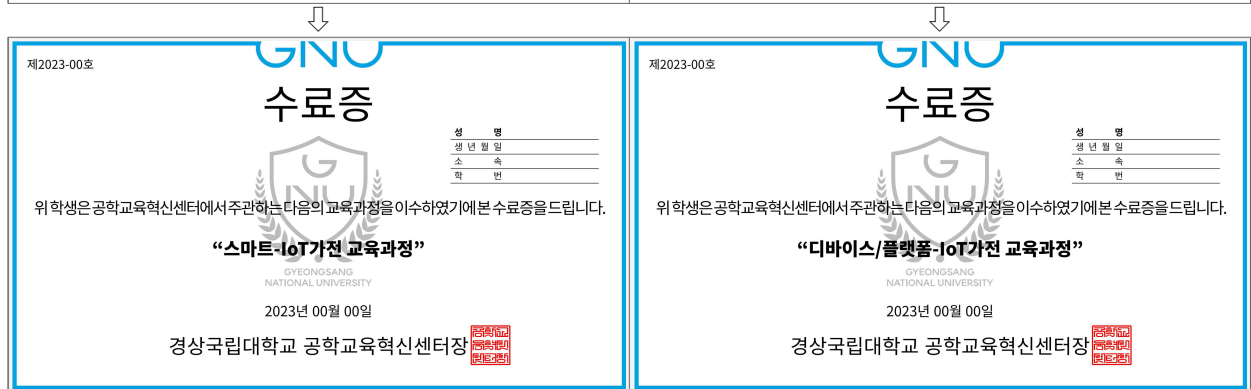 GNU
제2023-00호
수료증
성 명
생 년 월 일
소 속
학 번
GNU
위 학생은 공학교육혁신센터에서 주관하는 다음의 교육과정을 이수하였기에 본 수료증을 드립니다.
“스마트-IoT가전 교육과정”
GYEONGSANG
NATIONAL UNIVERSITY
2023년 00월 00일
경상국립대학교 공학교육혁신센터장
GNU
제2023-00호
수료증
성 명
생 년 월 일
소 속
학 번
GNU
위 학생은 공학교육혁신센터에서 주관하는 다음의 교육과정을 이수하였기에 본 수료증을 드립니다.
“디바이스/플랫폼-IoT가전 교육과정”
GYEONGSANG
NATIONAL UNIVERSITY
2023년 00월 00일
경상국립대학교 공학교육혁신센터장